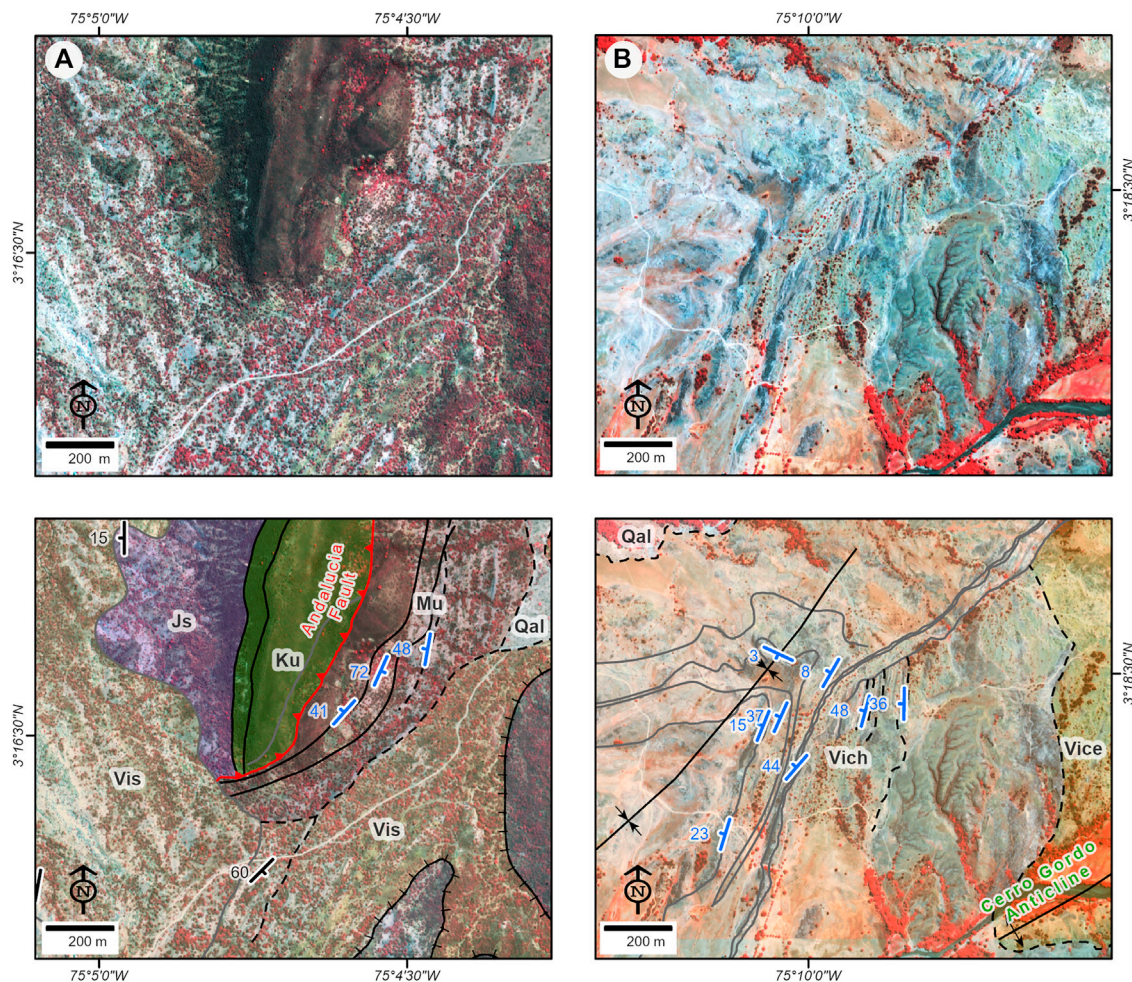 75°5'0"W
75°4'30"W
75°10'0"W
A
B
3°16'30"N
3°18'30"N
N
200 m
N
200 m
15
Js
Ku
Andalucia
Fault
Mu
Qal
48
72
41
3°16'30"N
Vis
Vis
60
N
200 m
Qal
3
8
3°18'30"N
37
15
48
36
Vich
Vice
44
23
Cerro Gordo
Anticline
N
200 m
75°5'0"W
75°4'30"W
75°10'0"W